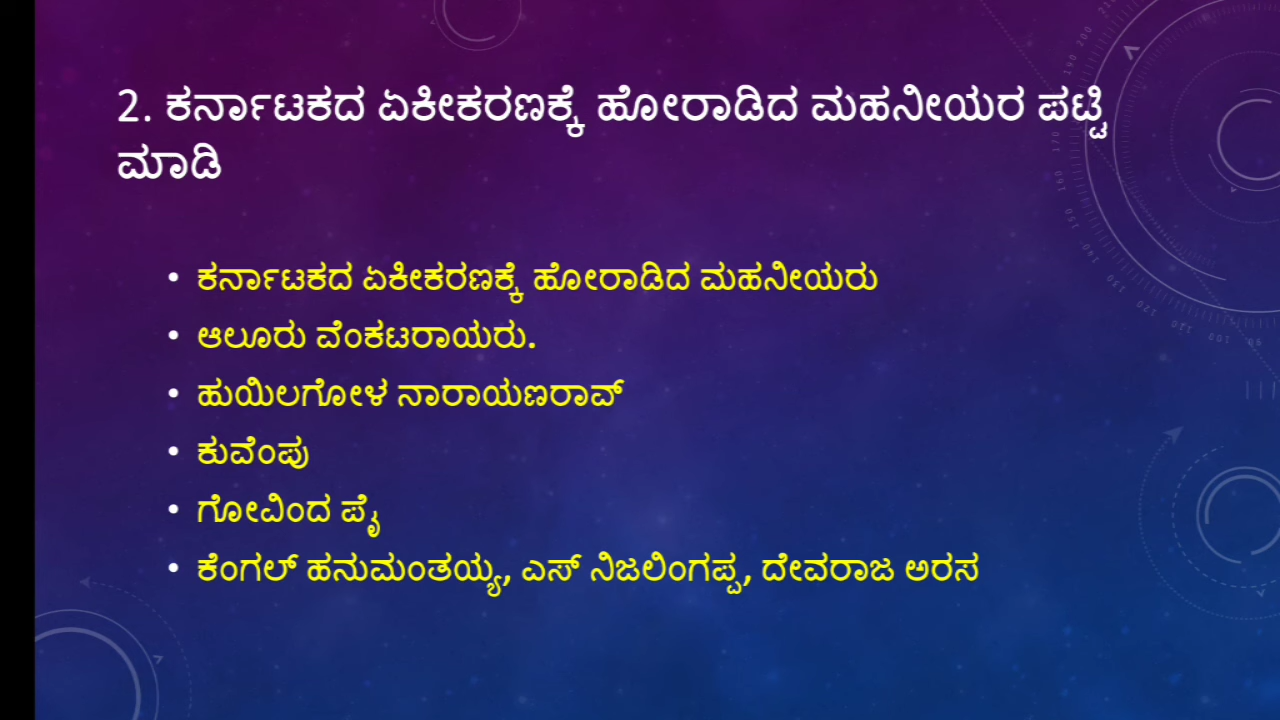 2. ಕರ್ನಾಟಕದ ಏಕೀಕರಣಕ್ಕೆ ಹೋರಾಡಿದ ಮಹನೀಯರ ಪಟ್ಟಿ
ಮಾಡಿ
• ಕರ್ನಾಟಕದ ಏಕೀಕರಣಕ್ಕೆ ಹೋರಾಡಿದ ಮಹನೀಯರು
• ಆಲೂರು ವೆಂಕಟರಾಯರು.
• ಹುಯಿಲಗೋಳ ನಾರಾಯಣರಾವ್
• ಕುವೆಂಪು
• ಗೋವಿಂದ ಪೈ
• ಕೆಂಗಲ್ ಹನುಮಂತಯ್ಯ, ಎಸ್ ನಿಜಲಿಂಗಪ್ಪ, ದೇವರಾಜ ಅರಸ